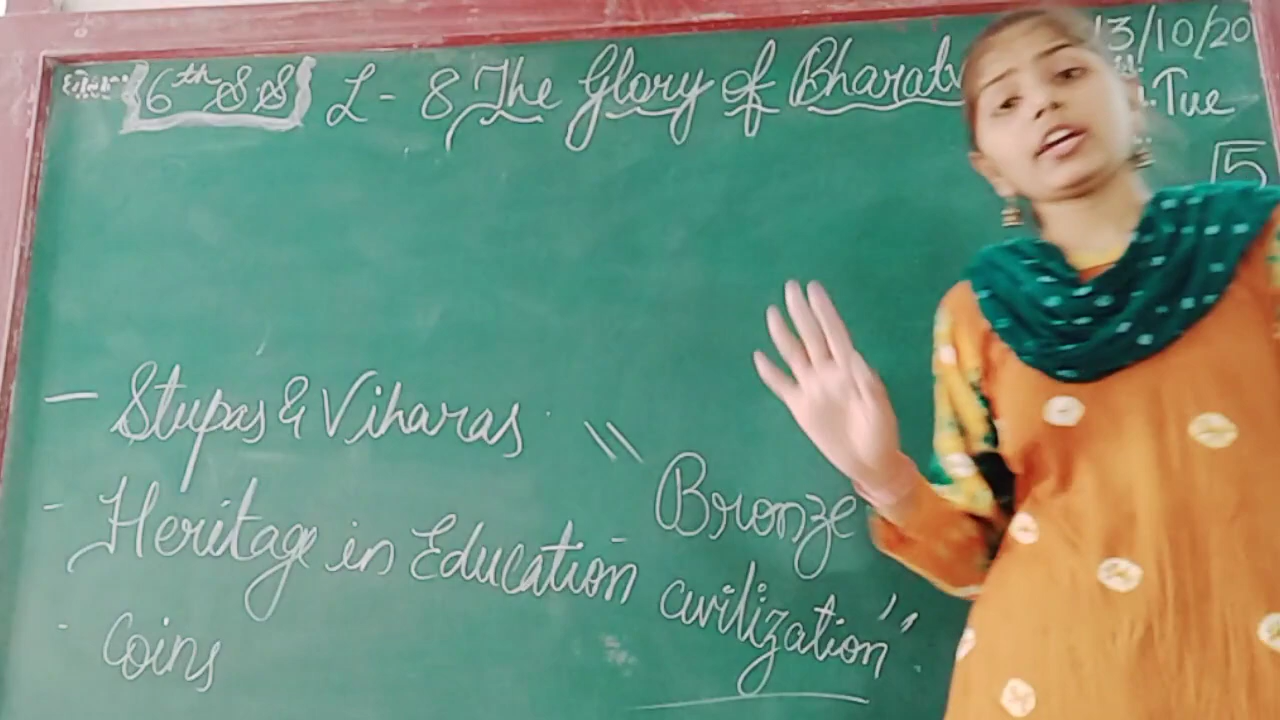 6th S.S L - 8 The Glory of Bharat
13/10/20
Tue
5
- Stupas & Viharas
- Heritage in Education
- Coins
" Bronze
civilization"